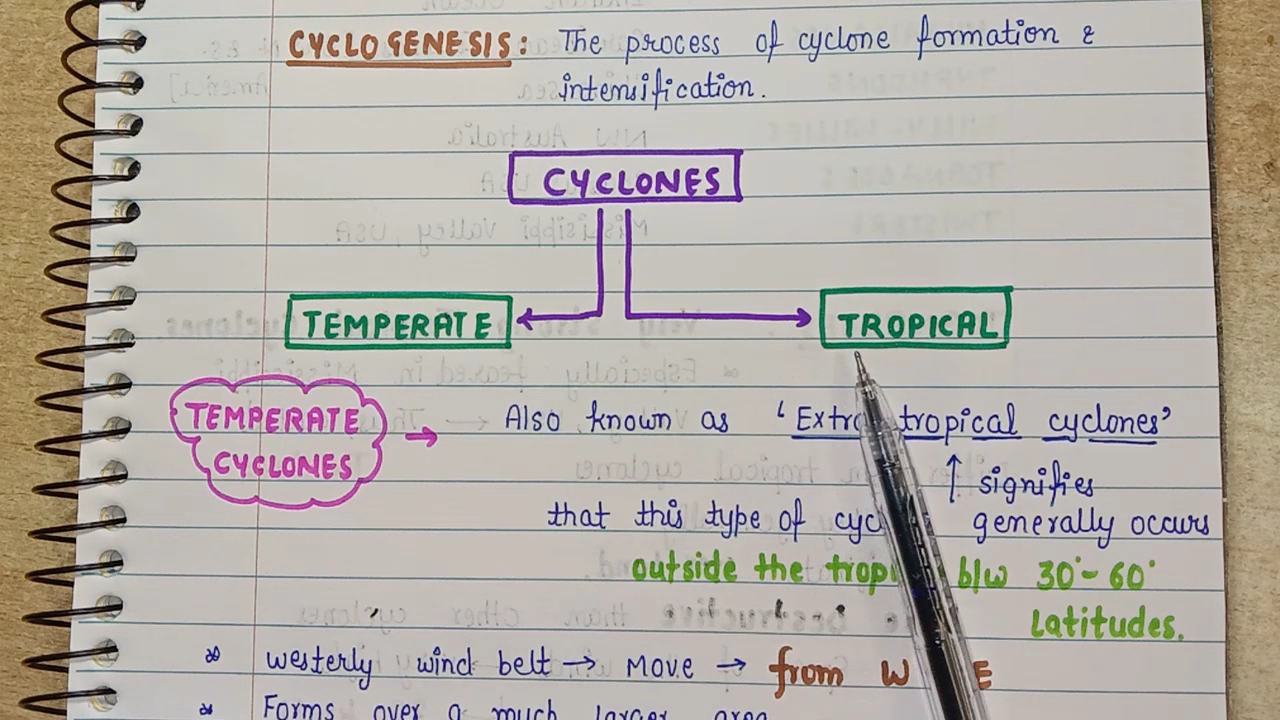 CYCLOGENESIS: The process of cyclone formation &
intensification.
CYCLONES
TEMPERATE
TROPICAL
TEMPERATE
CYCLONES
→ Also known as 'Extra tropical cyclones'
↑ signifies
that this type of generally occurs
outside the b/w 30°-60°
Latitudes.
* westerly wind belt → Move → from W E
* Forms over a much larger area